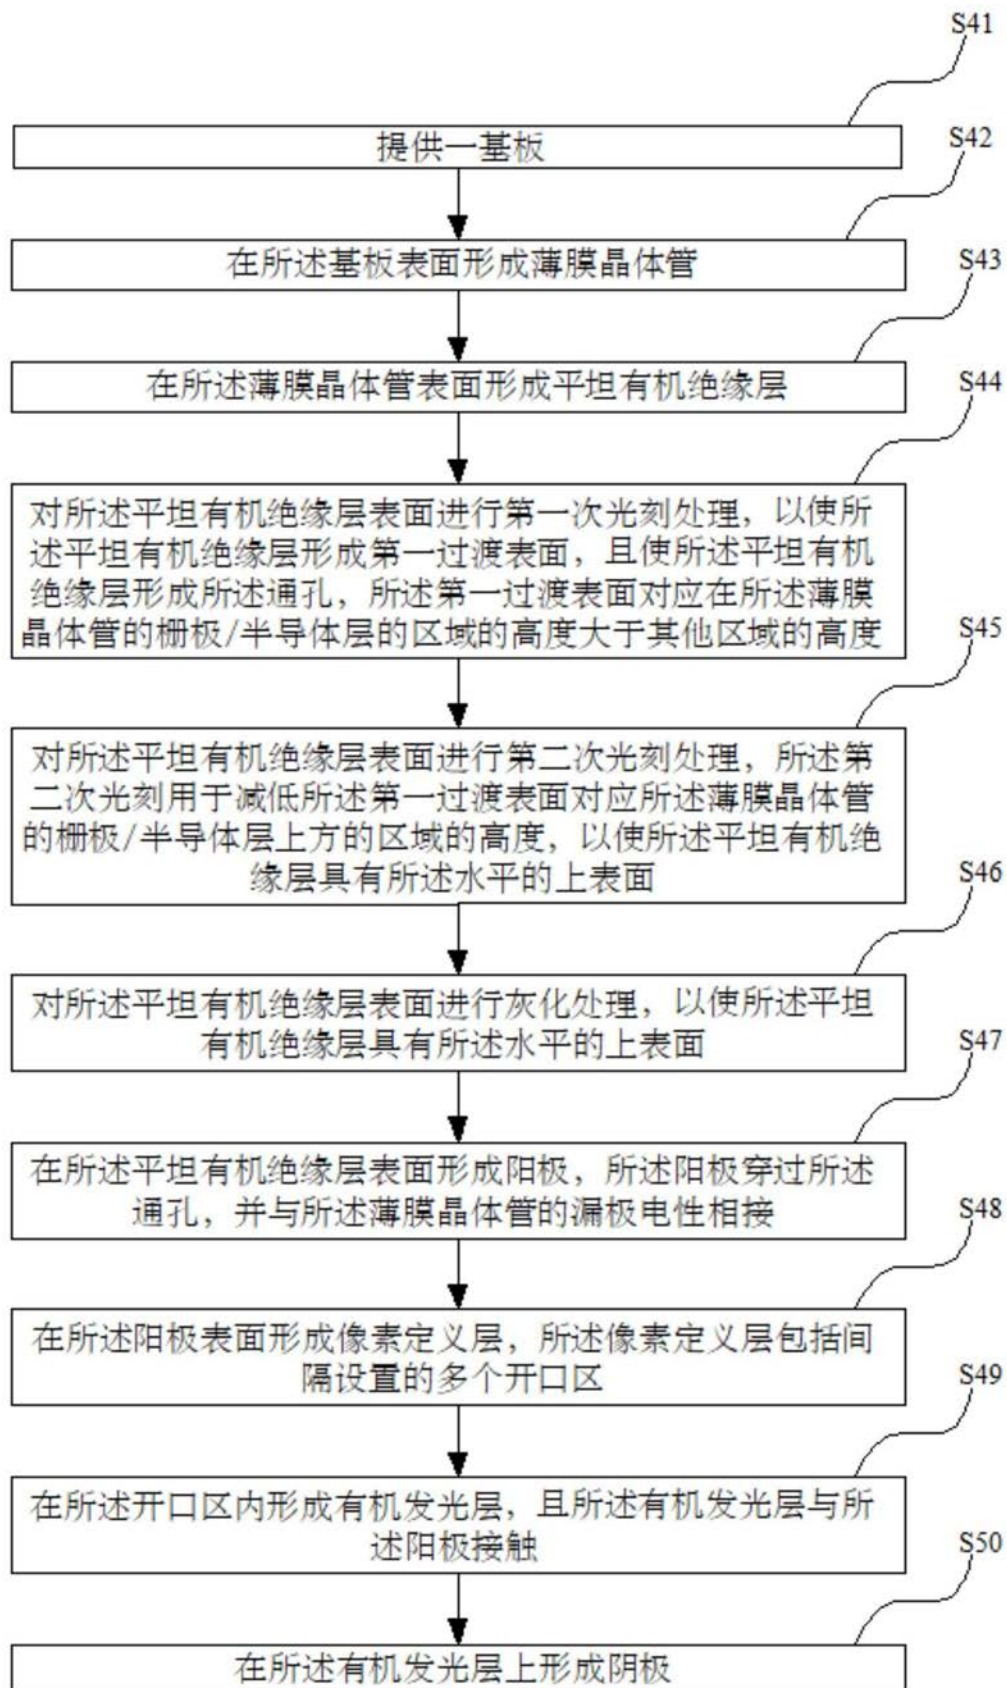 S41
提供一基板
S42
在所述基板表面形成薄膜晶体管
S43
在所述薄膜晶体管表面形成平坦有机绝缘层
S44
对所述平坦有机绝缘层表面进行第一次光刻处理，以使所
述平坦有机绝缘层形成第一过渡表面，且使所述平坦有机
绝缘层形成所述通孔，所述第一过渡表面对应在所述薄膜
晶体管的栅极/半导体层的区域的高度大于其他区域的高度
S45
对所述平坦有机绝缘层表面进行第二次光刻处理，所述第
二次光刻用于减低所述第一过渡表面对应所述薄膜晶体管
的栅极/半导体层上方的区域的高度，以使所述平坦有机绝
缘层具有所述水平的上表面
S46
对所述平坦有机绝缘层表面进行灰化处理，以使所述平坦
有机绝缘层具有所述水平的上表面
S47
在所述平坦有机绝缘层表面形成阳极，所述阳极穿过所述
通孔，并与所述薄膜晶体管的漏极电性相接
S48
在所述阳极表面形成像素定义层，所述像素定义层包括间
隔设置的多个开口区
S49
在所述开口区内形成有机发光层，且所述有机发光层与所
述阳极接触
S50
在所述有机发光层上形成阴极